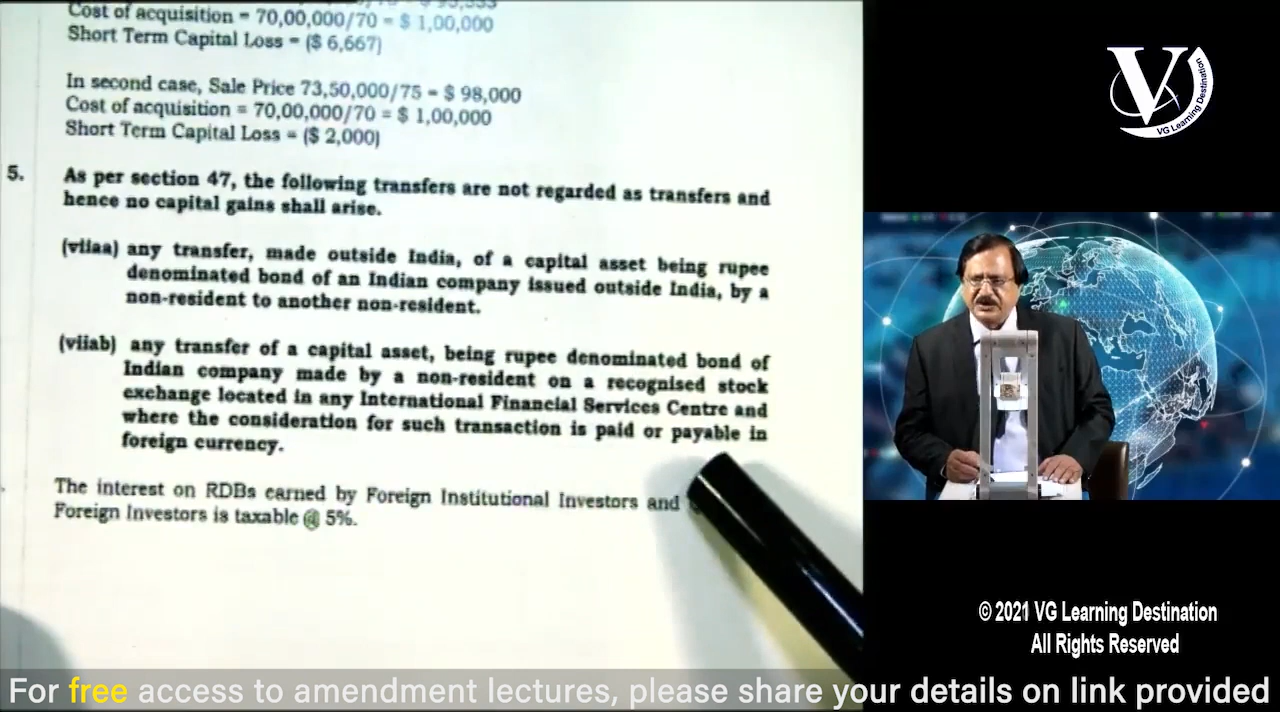 Cost of acquisition = 70,00,000/70 = $ 1,00,000
Short Term Capital Loss = ($ 6,667)
In second case, Sale Price 73,50,000/75 = $ 98,000
Cost of acquisition = 70,00,000/70 = $ 1,00,000
Short Term Capital Loss = ($ 2,000)
5. As per section 47, the following transfers are not regarded as transfers and
hence no capital gains shall arise.
(viiaa) any transfer, made outside India, of a capital asset being rupee
denominated bond of an Indian company issued outside India, by a
non-resident to another non-resident.
(viiab) any transfer of a capital asset, being rupee denominated bond of
Indian company made by a non-resident on a recognised stock
exchange located in any International Financial Services Centre and
where the consideration for such transaction is paid or payable in
foreign currency.
The interest on RDBs earned by Foreign Institutional Investors and
Foreign Investors is taxable @ 5%.
V
VG Learning Destination
© 2021 VG Learning Destination
All Rights Reserved
For free access to amendment lectures, please share your details on link provided